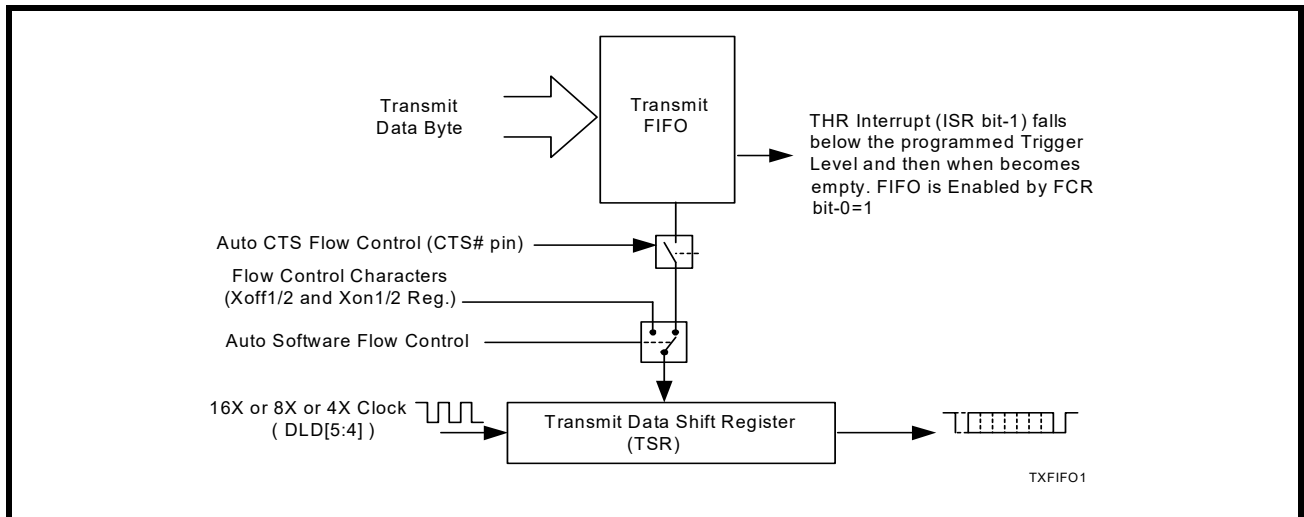 Transmit
Data Byte
Transmit
FIFO
THR Interrupt (ISR bit-1) falls
below the programmed Trigger
Level and then when becomes
empty. FIFO is Enabled by FCR
bit-0=1
Auto CTS Flow Control (CTS# pin)
Flow Control Characters
(Xoff1/2 and Xon1/2 Reg.)
Auto Software Flow Control
16X or 8X or 4X Clock
( DLD[5:4] )
Transmit Data Shift Register
(TSR)
TXFIFO1